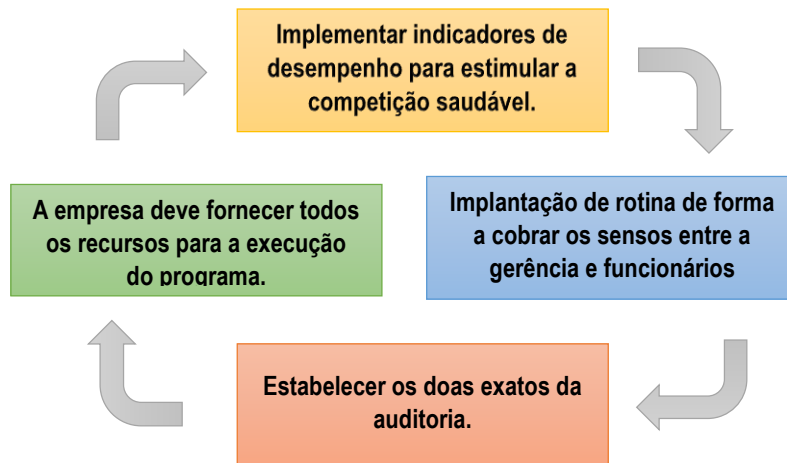 Implementar indicadores de
desempenho para estimular a
competição saudável.
A empresa deve fornecer todos
os recursos para a execução
do programa.
Implantação de rotina de forma
a cobrar os sensos entre a
gerência e funcionários
Estabelecer os doas exatos da
auditoria.